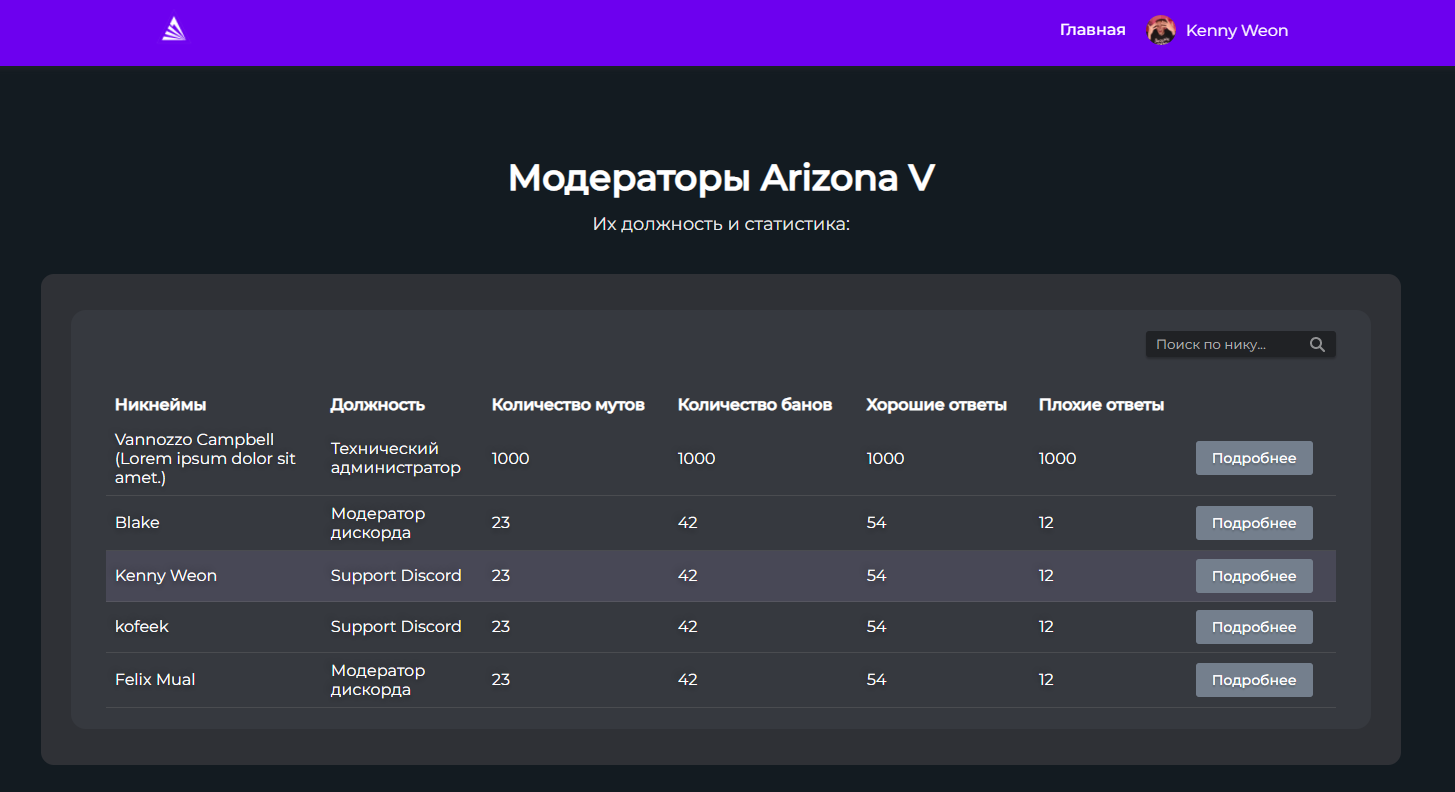 Главная Kenny Weon
Модераторы Arizona V
Их должность и статистика:
Поиск по нику...
Никнеймы Должность Количество мутов Количество банов Хорошие ответы Плохие ответы
Vannozzo Campbell
(Lorem ipsum dolor sit
amet.)
Технический
администратор
1000 1000 1000 1000 Подробнее
Blake
Модератор
дискорда
23 42 54 12 Подробнее
Kenny Weon Support Discord 23 42 54 12 Подробнее
kofeek Support Discord 23 42 54 12 Подробнее
Felix Mual
Модератор
дискорда
23 42 54 12 Подробнее